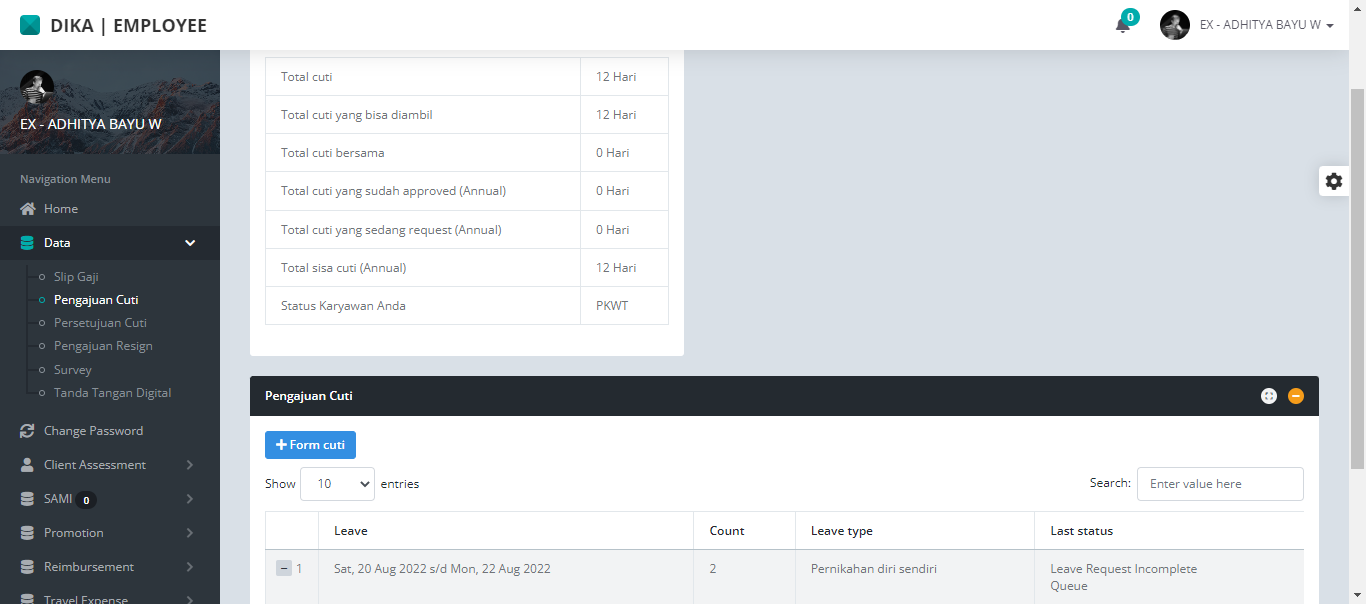 DIKA | EMPLOYEE
0
EX - ADHITYA BAYU W
EX - ADHITYA BAYU W
Navigation Menu
Home
Data
Slip Gaji
Pengajuan Cuti
Persetujuan Cuti
Pengajuan Resign
Survey
Tanda Tangan Digital
Change Password
Client Assessment
SAMI 0
Promotion
Reimbursement
Travel Expense
Total cuti 12 Hari
Total cuti yang bisa diambil 12 Hari
Total cuti bersama 0 Hari
Total cuti yang sudah approved (Annual) 0 Hari
Total cuti yang sedang request (Annual) 0 Hari
Total sisa cuti (Annual) 12 Hari
Status Karyawan Anda PKWT
Pengajuan Cuti
+ Form cuti
Show 10 entries Search: Enter value here
Leave Count Leave type Last status
1 Sat, 20 Aug 2022 s/d Mon, 22 Aug 2022 2 Pernikahan diri sendiri Leave Request Incomplete
Queue